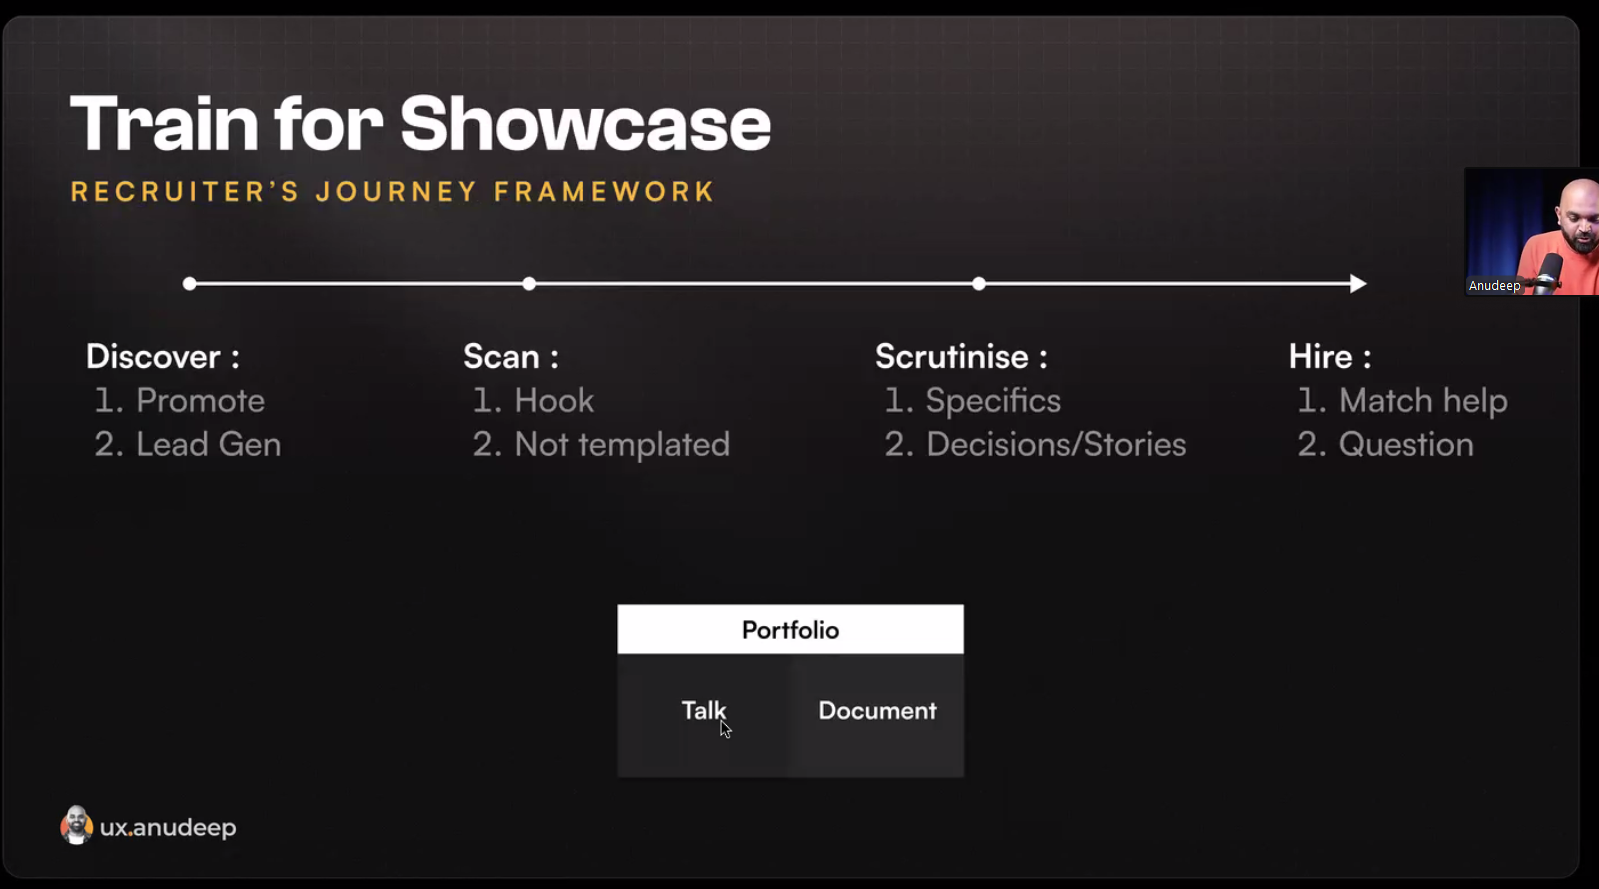 Train for Showcase
RECRUITER’S JOURNEY FRAMEWORK
Anudeep
Discover :
1. Promote
2. Lead Gen
Scan :
1. Hook
2. Not templated
Scrutinise :
1. Specifics
2. Decisions/Stories
Hire :
1. Match help
2. Question
Portfolio
Talk
Document
ux.anudeep